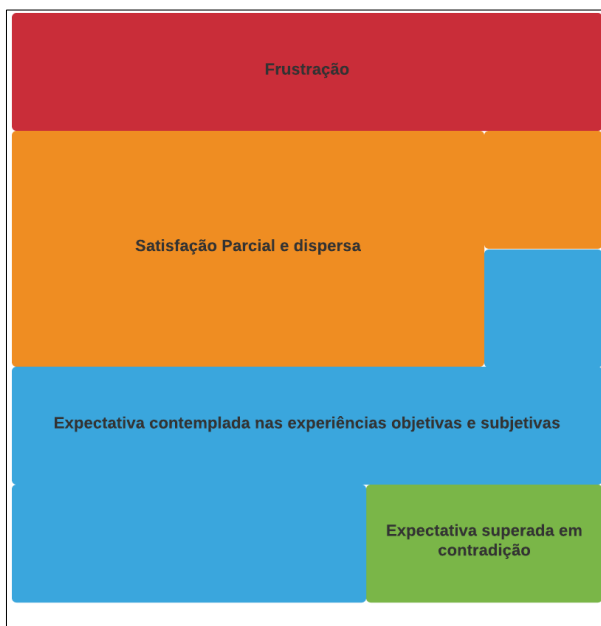 Frustração
Satisfação Parcial e dispersa
Expectativa contemplada nas experiências objetivas e subjetivas
Expectativa superada em
contradição